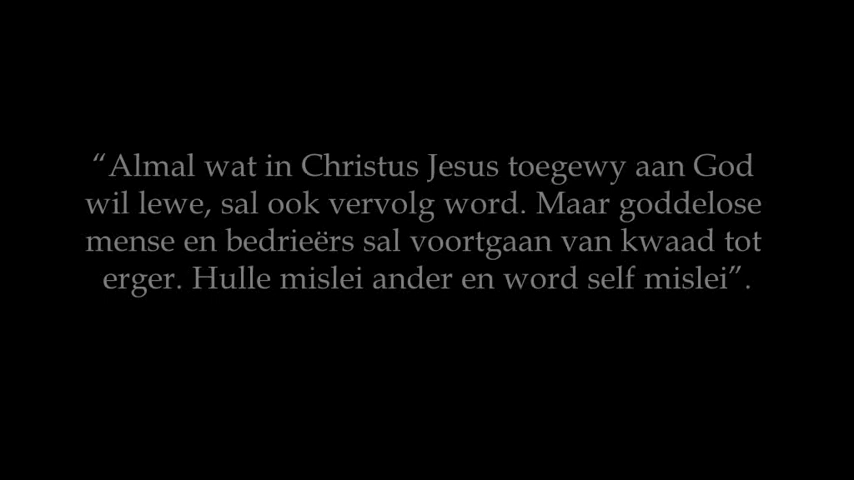 “Almal wat in Christus Jesus toegewy aan God
wil lewe, sal ook vervolg word. Maar goddelose
mense en bedrieërs sal voortgaan van kwaad tot
erger. Hulle mislei ander en word self mislei”.